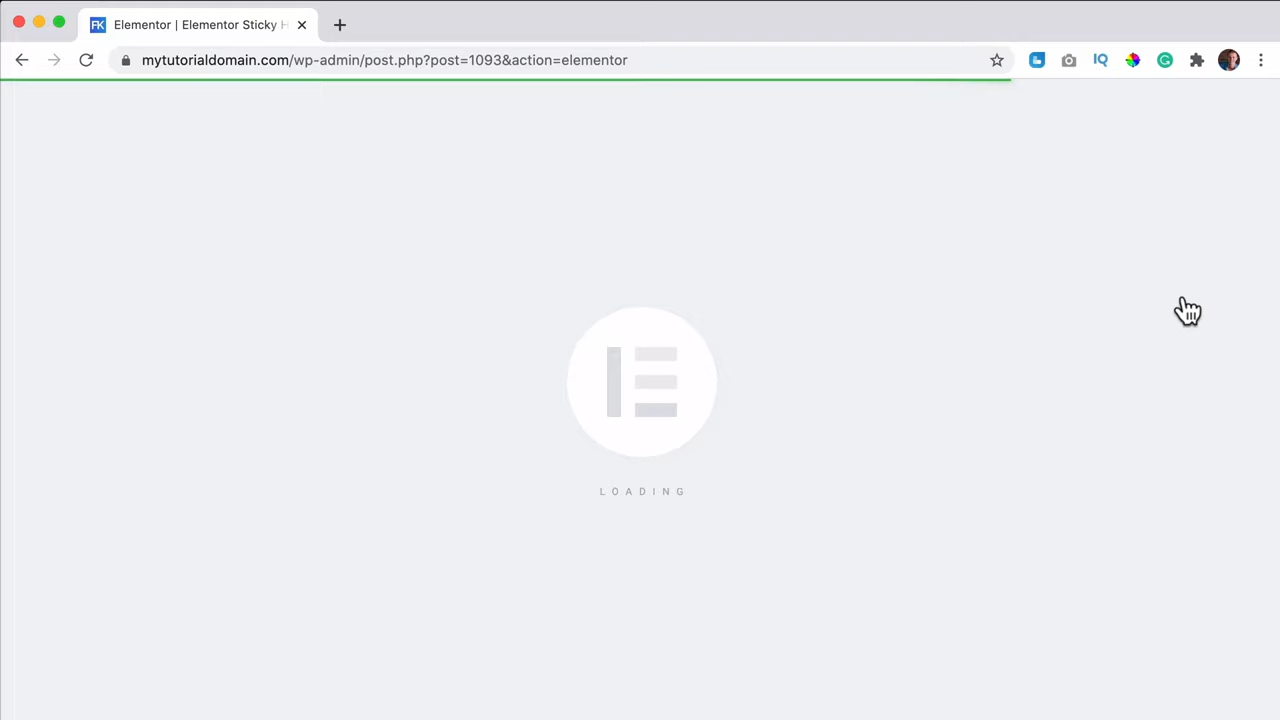 FK Elementor | Elementor Sticky H
mytutorialdomain.com/wp-admin/post.php?post=1093&action=elementor
IQ
LOADING